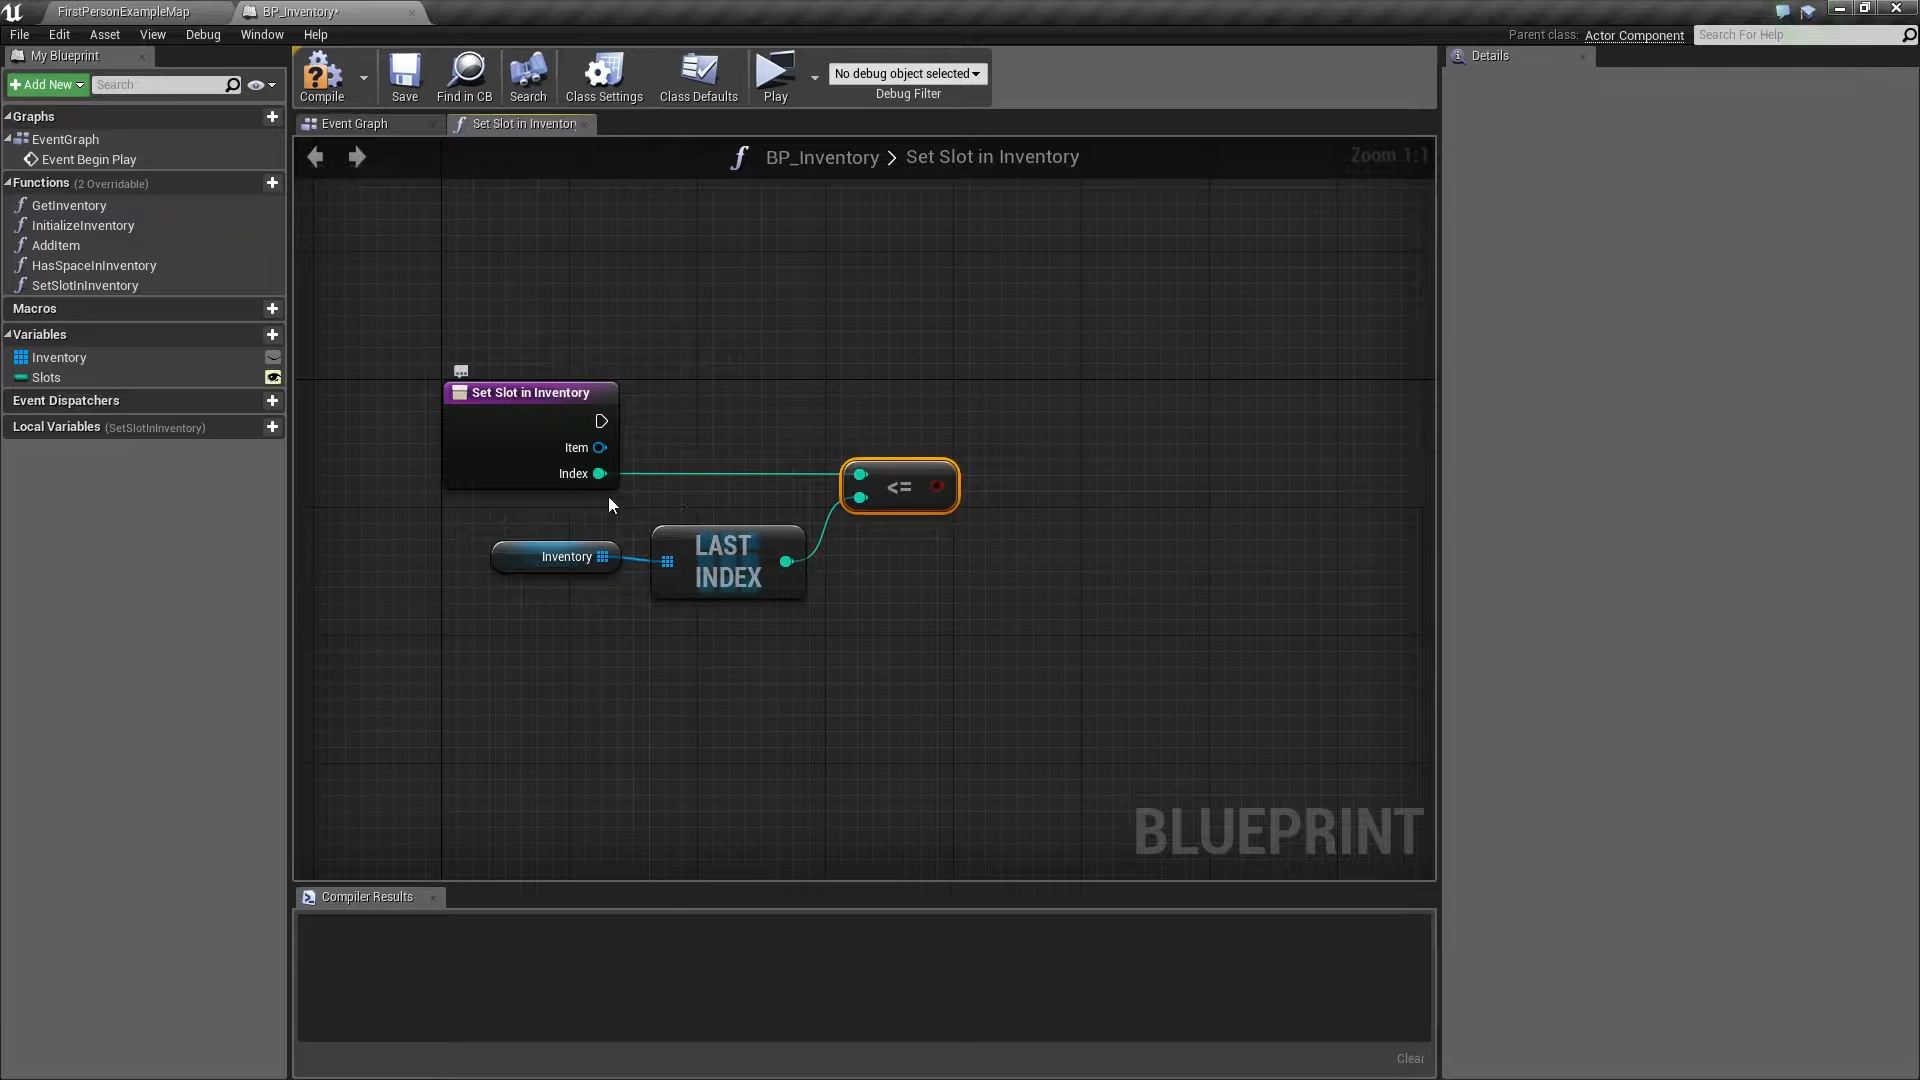 FirstPersonExampleMap
BP_Inventory*
File Edit Asset View Debug Window Help
Parent class: Actor Component
Search For Help
My Blueprint
Add New
Search
Graphs
EventGraph
Event Begin Play
Functions (2 Overridable)
GetInventory
InitializeInventory
AddItem
HasSpaceInInventory
SetSlotInInventory
Macros
Variables
Inventory
Slots
Event Dispatchers
Local Variables (SetSlotInInventory)
Compile
Save
Find in CB
Search
Class Settings
Class Defaults
Play
No debug object selected
Debug Filter
Event Graph
Set Slot in Inventory
BP_Inventory > Set Slot in Inventory
Zoom 1:1
Set Slot in Inventory
Item
Index
Inventory
LAST
INDEX
<=
BLUEPRINT
Compiler Results
Clear
Details